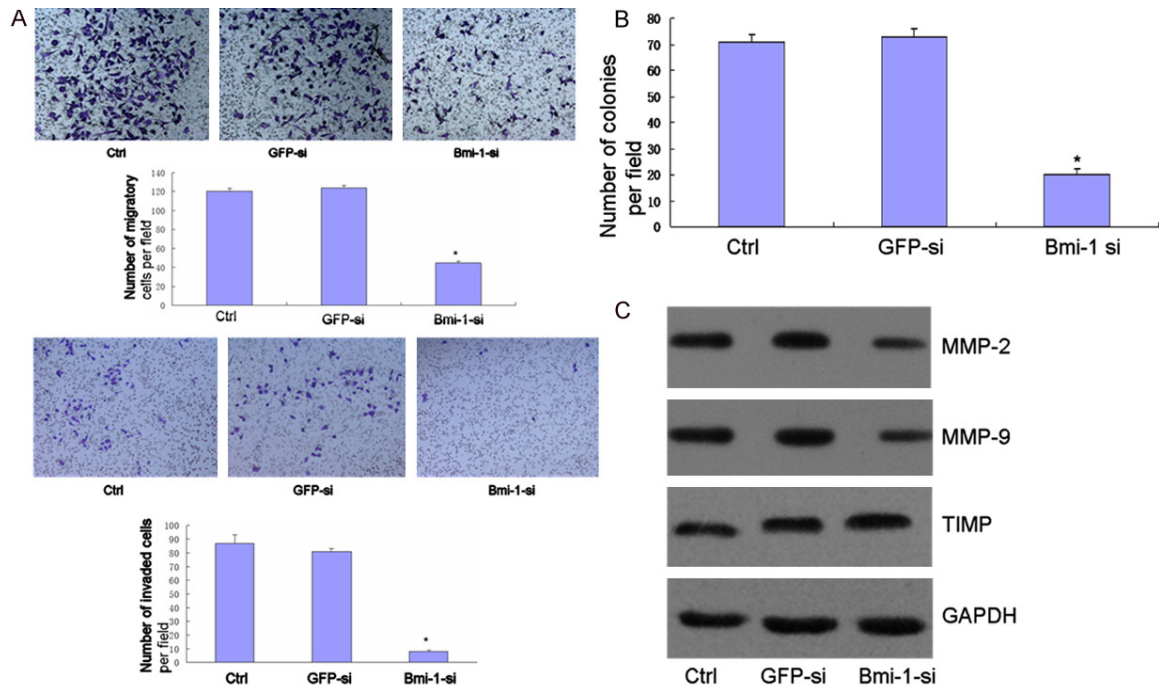 A
Ctrl GFP-si Bmi-1-si
Number of migratory
cells per field
140
120
100
80
60
40
20
0
*
Ctrl GFP-si Bmi-1-si
Ctrl GFP-si Bmi-1-si
Number of invaded cells
per field
100
90
80
70
60
50
40
30
20
10
0
*
Ctrl GFP-si Bmi-1-si
B
Number of colonies
per field
80
70
60
50
40
30
20
10
0
*
Ctrl GFP-si Bmi-1 si
C
MMP-2
MMP-9
TIMP
GAPDH
Ctrl GFP-si Bmi-1-si